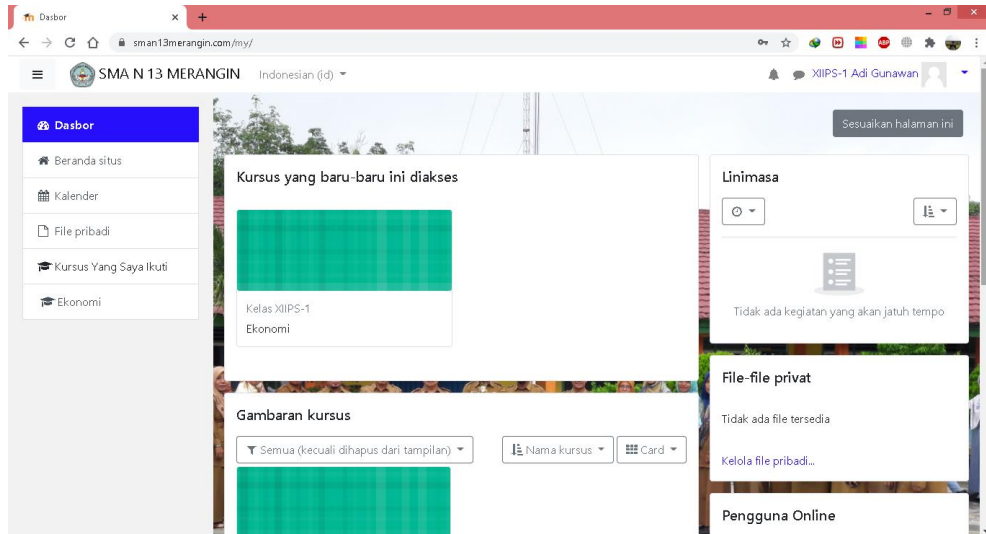 Dasbor
sman13merangin.com/my/
ABP
SMA N 13 MERANGIN Indonesian (id)
XIIPS-1 Adi Gunawan
Dasbor
Beranda situs
Kalender
File pribadi
Kursus Yang Saya Ikuti
Ekonomi
Sesuaikan halaman ini
Kursus yang baru-baru ini diakses
Kelas XIIPS-1
Ekonomi
Gambaran kursus
Semua (kecuali dihapus dari tampilan)
Nama kursus
Card
Linimasa
Tidak ada kegiatan yang akan jatuh tempo
File-file privat
Tidak ada file tersedia
Kelola file pribadi...
Pengguna Online